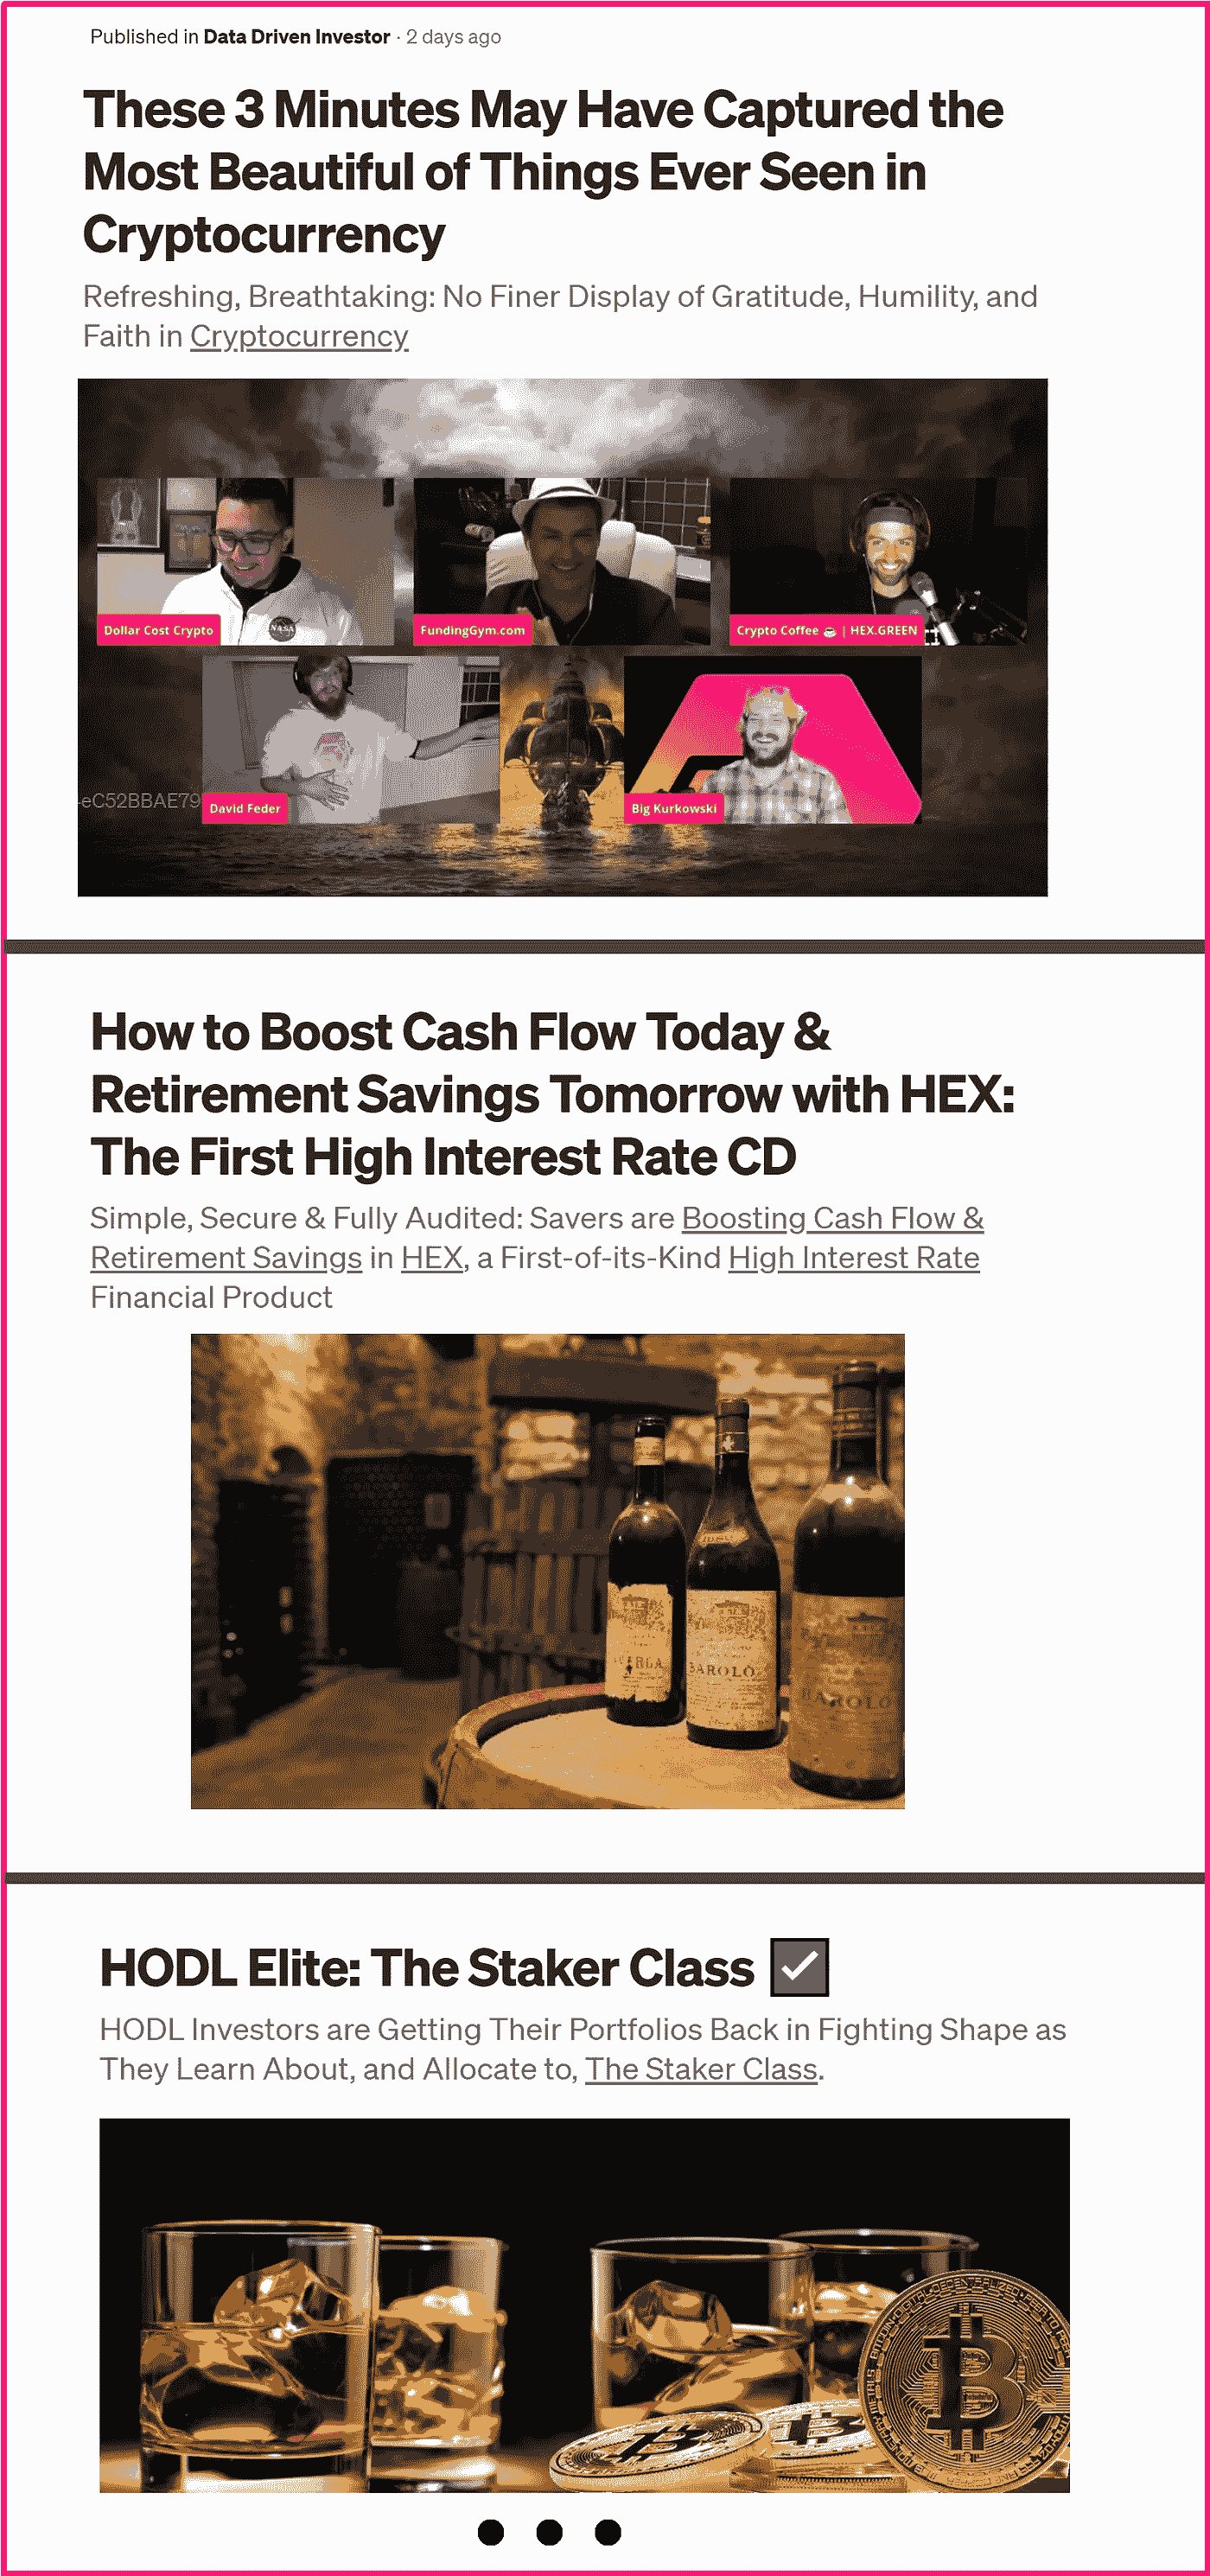 Published in Data Driven Investor · 2 days ago
These 3 Minutes May Have Captured the
Most Beautiful of Things Ever Seen in
Cryptocurrency
Refreshing, Breathtaking: No Finer Display of Gratitude, Humility, and
Faith in Cryptocurrency
NASA
Dollar Cost Crypto
FundingGym.com
Crypto Coffee ☕ | HEX.GREEN
eC52BBAE79
David Feder
Big Kurkowski
How to Boost Cash Flow Today &
Retirement Savings Tomorrow with HEX:
The First High Interest Rate CD
Simple, Secure & Fully Audited: Savers are Boosting Cash Flow &
Retirement Savings in HEX, a First-of-its-Kind High Interest Rate
Financial Product
BAROLO
BAROLO
HODL Elite: The Staker Class ✓
HODL Investors are Getting Their Portfolios Back in Fighting Shape as
They Learn About, and Allocate to, The Staker Class.